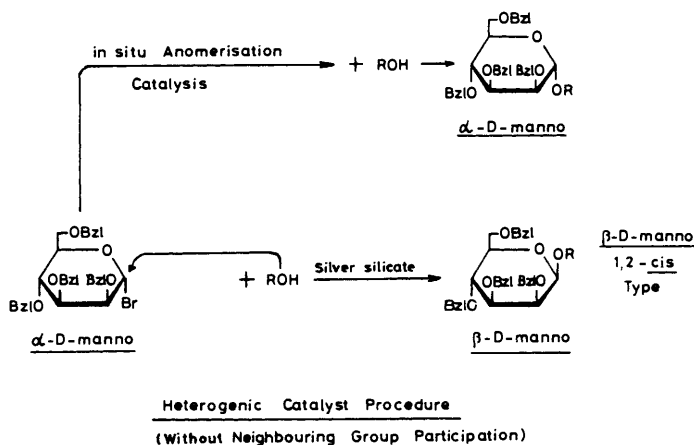 OBzl
in situ Anomerisation
Catalysis
+ ROH
O
OBzl BzlO
BzlO
OR
α-D-manno
OBzl
O
OBzl BzlO
BzlO
Br
α-D-manno
+ ROH
Silver silicate
OBzl
O
OR
OBzl BzlO
BzlO
β-D-manno
β-D-manno
1,2-cis
Type
Heterogenic Catalyst Procedure
(Without Neighbouring Group Participation)